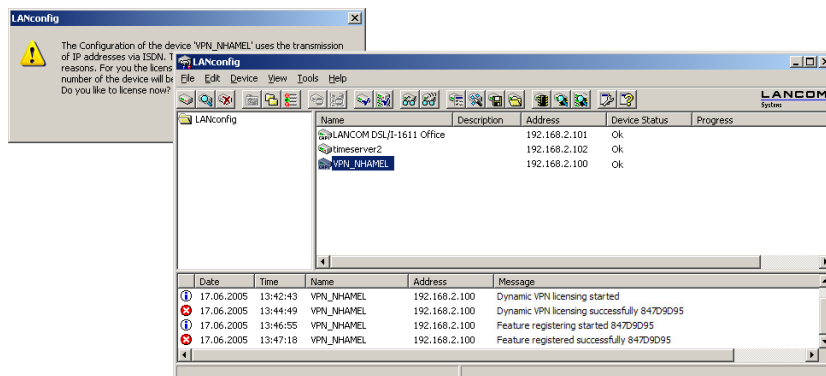 LANconfig
The Configuration of the device 'VPN_NHAMEL' uses the transmission
of IP addresses via ISDN. T
reasons. For you the licens
number of the device will be
Do you like to license now?
LANconfig
File Edit Device View Tools Help
LANCOM
Systems
LANconfig
Name Description Address Device Status Progress
LANCOM DSL/I-1611 Office 192.168.2.101 Ok
timeserver2 192.168.2.102 Ok
VPN_NHAMEL 192.168.2.100 Ok
Date Time Name Address Message
17.06.2005 13:42:43 VPN_NHAMEL 192.168.2.100 Dynamic VPN licensing started
17.06.2005 13:44:49 VPN_NHAMEL 192.168.2.100 Dynamic VPN licensing successfully 847D9D95
17.06.2005 13:46:55 VPN_NHAMEL 192.168.2.100 Feature registering started 847D9D95
17.06.2005 13:47:18 VPN_NHAMEL 192.168.2.100 Feature registered successfully 847D9D95